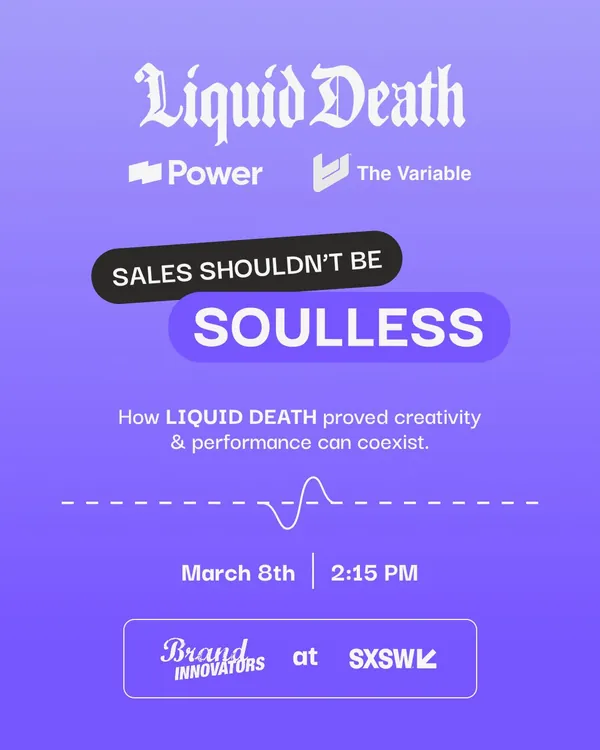 Liquid Death
Power The Variable
SALES SHOULDN'T BE
SOULLESS
How LIQUID DEATH proved creativity
& performance can coexist.
March 8th 2:15 PM
Brand
INNOVATORS at SXSW